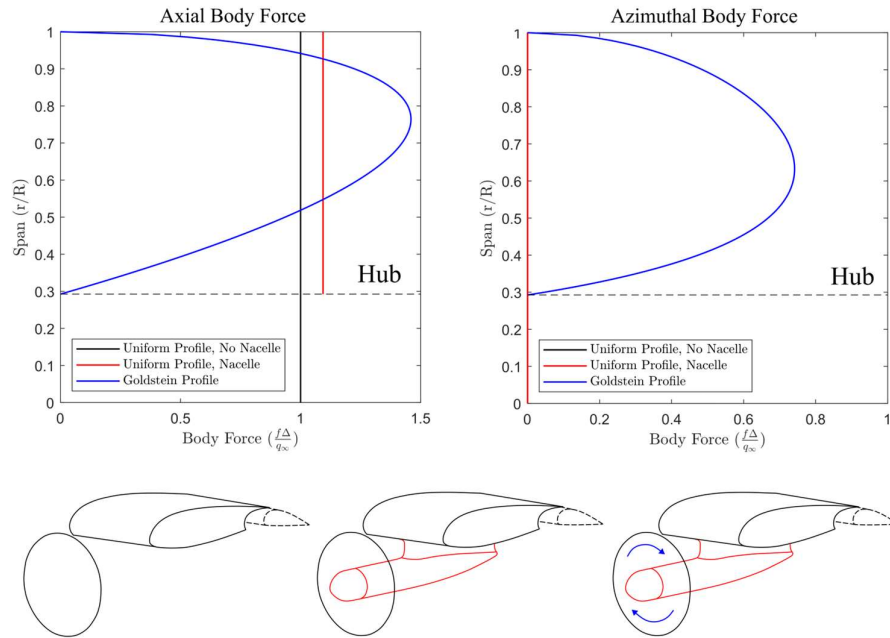 Axial Body Force
1
0.9
0.8
0.7
0.6
0.5
0.4
0.3
0.2
0.1
0
Span (r/R)
Hub
Uniform Profile, No Nacelle
Uniform Profile, Nacelle
Goldstein Profile
0
0.5
1
1.5
Body Force (fΔ/q∞)
Azimuthal Body Force
1
0.9
0.8
0.7
0.6
0.5
0.4
0.3
0.2
0.1
0
Span (r/R)
Hub
Uniform Profile, No Nacelle
Uniform Profile, Nacelle
Goldstein Profile
0
0.2
0.4
0.6
0.8
1
Body Force (fΔ/q∞)